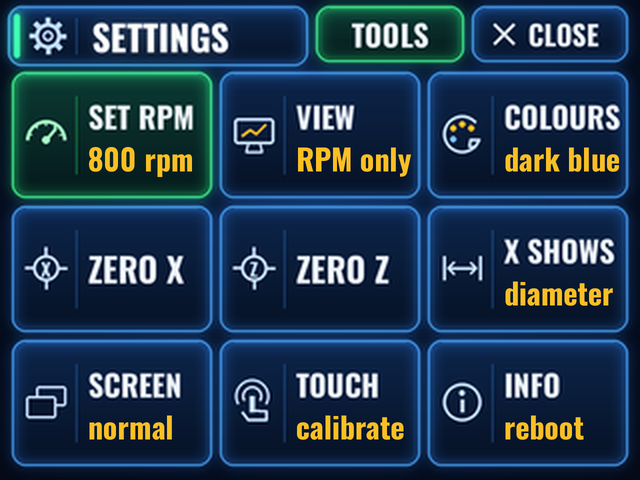 SETTINGS
TOOLS
CLOSE
SET RPM
800 rpm
VIEW
RPM only
COLOURS
dark blue
X
ZERO X
Z
ZERO Z
X SHOWS
diameter
SCREEN
normal
TOUCH
calibrate
INFO
reboot